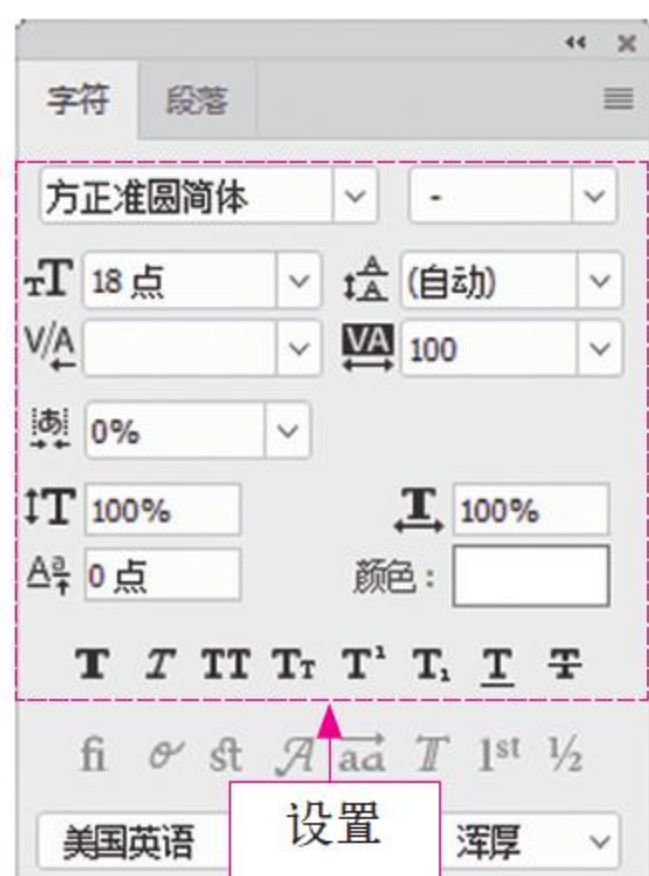 字符 段落
方正准圆简体 -
18 点 (自动)
100
0%
100% 100%
0 点 颜色：
T T TT Tт T¹ T₁ T T
fi st A aa T 1st ½
设置
美国英语 浑厚